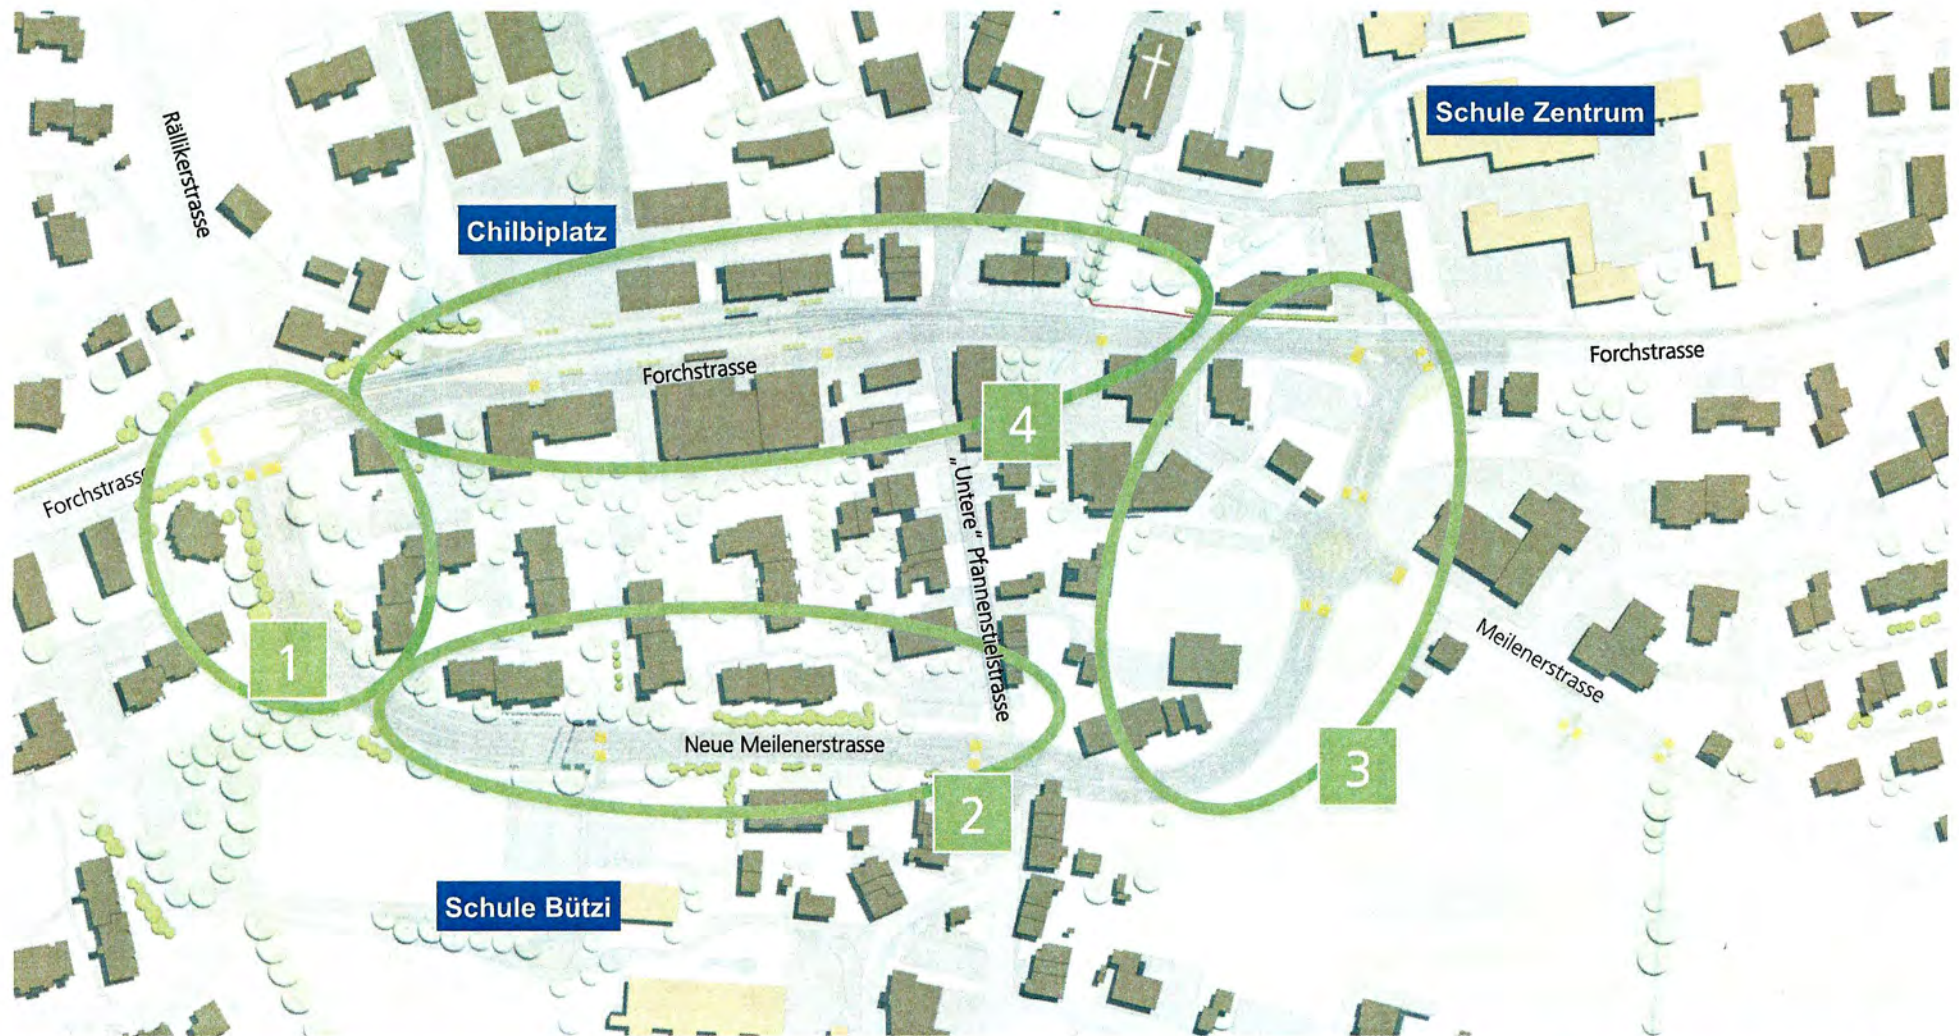 Rällikerstrasse
Schule Zentrum
Chilbiplatz
Forchstrasse
Forchstrasse
Forchstrasse
4
„Untere“ Pfannenstielstrasse
1
Meilenerstrasse
Neue Meilenerstrasse
3
2
Schule Bützi